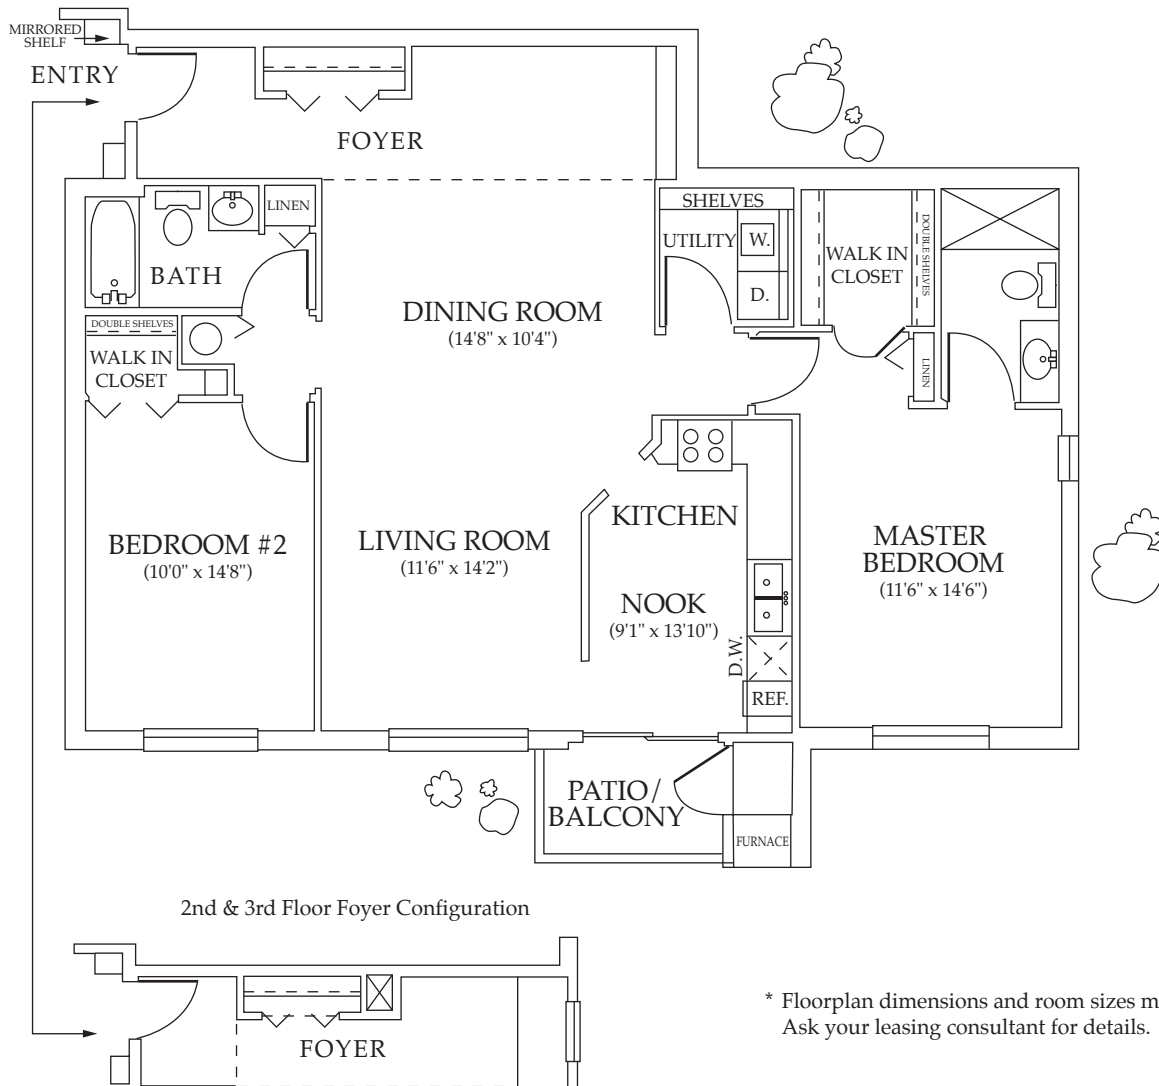 MIRRORED
SHELF
ENTRY
FOYER
LINEN
BATH
SHELVES
UTILITY
W.
D.
WALK IN
CLOSET
DOUBLE SHELVES
LINEN
DINING ROOM
(14'8" x 10'4")
DOUBLE SHELVES
WALK IN
CLOSET
BEDROOM #2
(10'0" x 14'8")
LIVING ROOM
(11'6" x 14'2")
KITCHEN
NOOK
(9'1" x 13'10")
D.W.
REF.
MASTER
BEDROOM
(11'6" x 14'6")
PATIO/
BALCONY
FURNACE
2nd & 3rd Floor Foyer Configuration
FOYER
* Floorplan dimensions and room sizes m
Ask your leasing consultant for details.